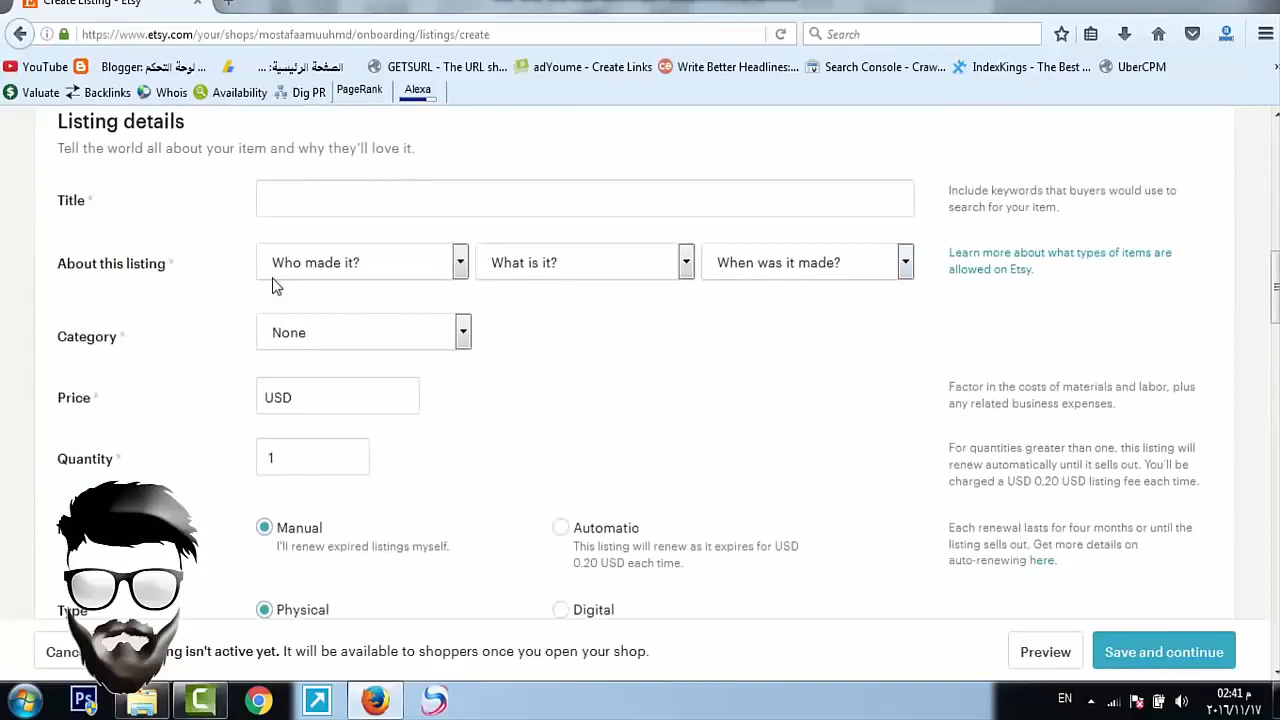 Create Listing - Etsy
https://www.etsy.com/your/shops/mostafaamuuhmd/onboarding/listings/create
Search
YouTube Blogger: لوحة التحكم... الصفحة الرئيسية: ... GETSURL - The URL sh... adYoume - Create Links Write Better Headlines:... Search Console - Craw... IndexKings - The Best ... UberCPM
Valuate Backlinks Whois Availability Dig PR PageRank Alexa
Listing details
Tell the world all about your item and why they'll love it.
Title *
Include keywords that buyers would use to
search for your item.
About this listing *
Who made it? What is it? When was it made?
Learn more about what types of items are
allowed on Etsy.
Category *
None
Price *
USD
Factor in the costs of materials and labor, plus
any related business expenses.
Quantity *
1
For quantities greater than one, this listing will
renew automatically until it sells out. You'll be
charged a USD 0.20 USD listing fee each time.
Manual
I'll renew expired listings myself.
Automatic
This listing will renew as it expires for USD
0.20 USD each time.
Each renewal lasts for four months or until the
listing sells out. Get more details on
auto-renewing here.
Type
Physical
Digital
isn't active yet. It will be available to shoppers once you open your shop.
Preview
Save and continue
Ps
EN
02:41 م
٢٠١٦/١١/١٧